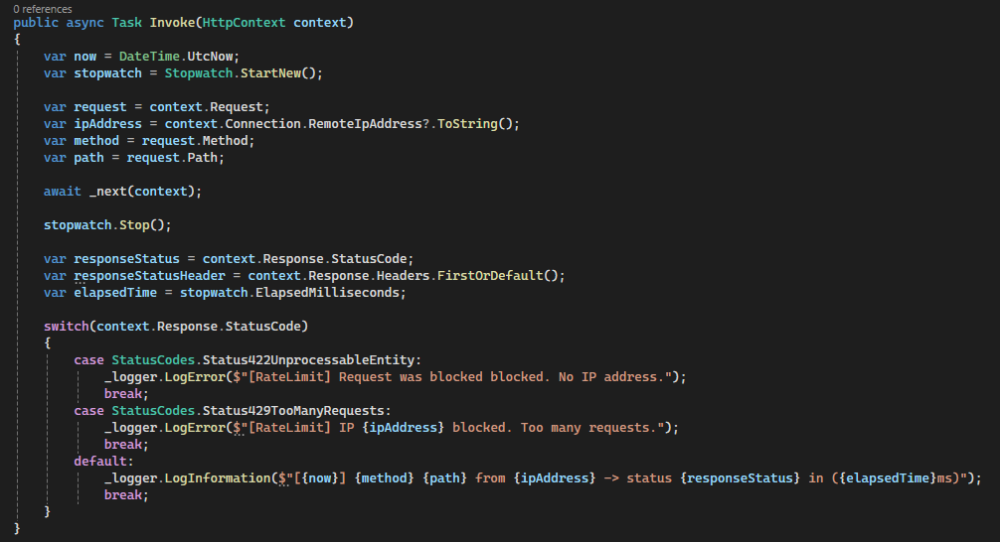 0 references
public async Task Invoke(HttpContext context)
{
    var now = DateTime.UtcNow;
    var stopwatch = Stopwatch.StartNew();
    var request = context.Request;
    var ipAddress = context.Connection.RemoteIpAddress?.ToString();
    var method = request.Method;
    var path = request.Path;
    await _next(context);
    stopwatch.Stop();
    var responseStatus = context.Response.StatusCode;
    var responseStatusHeader = context.Response.Headers.FirstOrDefault();
    var elapsedTime = stopwatch.ElapsedMilliseconds;
    switch(context.Response.StatusCode)
    {
        case StatusCodes.Status422UnprocessableEntity:
            _logger.LogError($"[RateLimit] Request was blocked blocked. No IP address.");
            break;
        case StatusCodes.Status429TooManyRequests:
            _logger.LogError($"[RateLimit] IP {ipAddress} blocked. Too many requests.");
            break;
        default:
            _logger.LogInformation($"[{now}] {method} {path} from {ipAddress} -> status {responseStatus} in ({elapsedTime}ms)");
            break;
    }
}